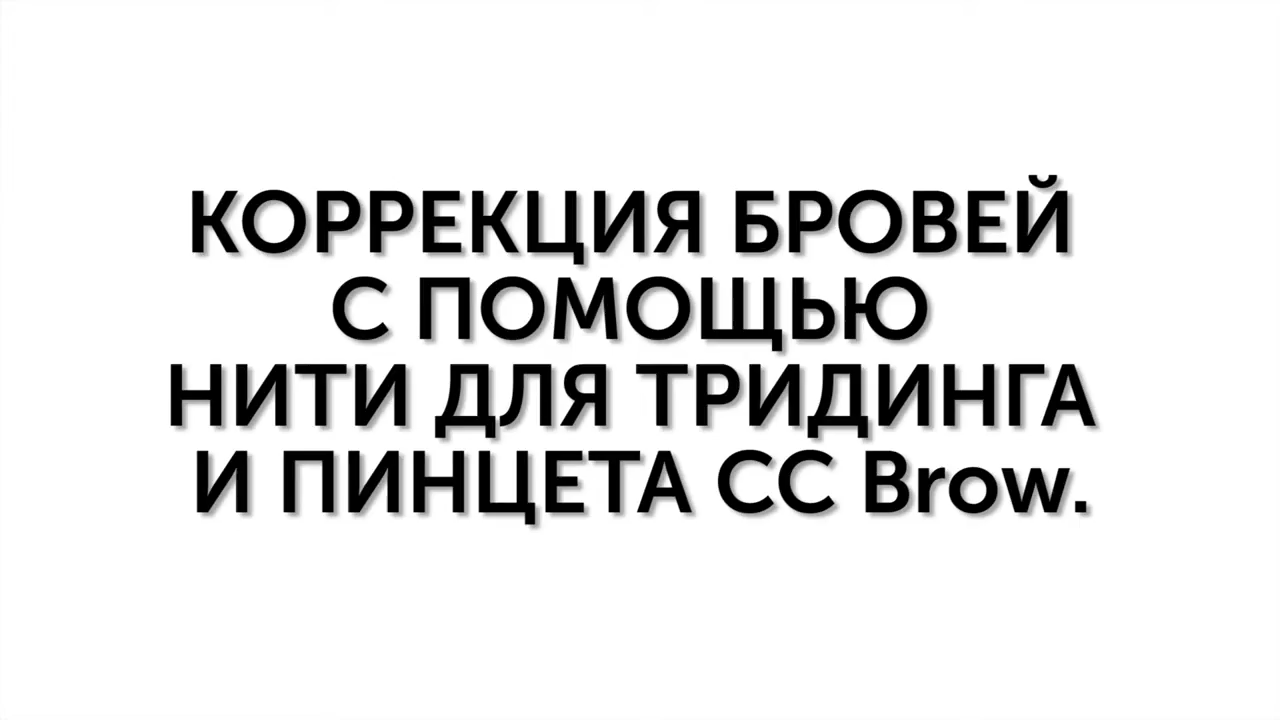 КОРРЕКЦИЯ БРОВЕЙ
С ПОМОЩЬЮ
НИТИ ДЛЯ ТРИДИНГА
И ПИНЦЕТА CC Brow.